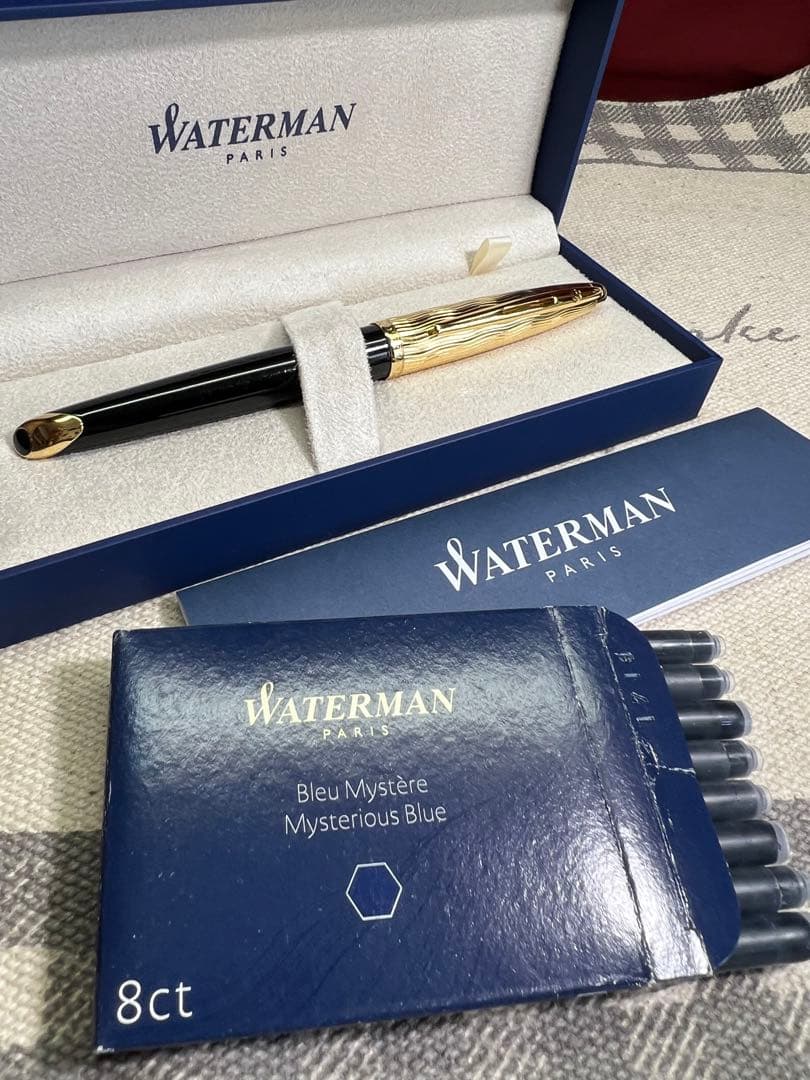 WATERMAN
PARIS
WATERMAN
PARIS
WATERMAN
PARIS
Bleu Mystère
Mysterious Blue
8ct